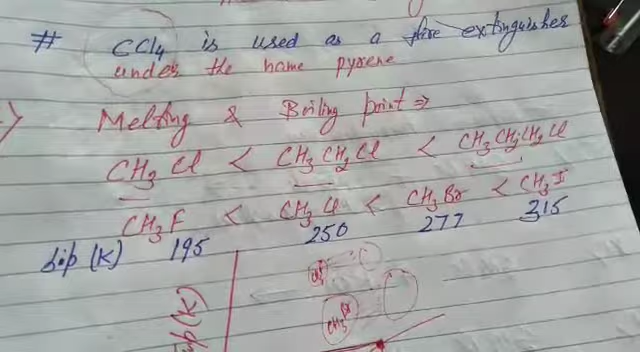 # CCl4 is used as a fire extinguisher
under the name pyrene
Melting & Boiling point ⇒
CH3Cl < CH3CH2Cl < CH3CH2CH2Cl
CH3F < CH3Cl < CH3Br < CH3I
b.p (K) 195 250 277 315
b.p (K)
CH3Br